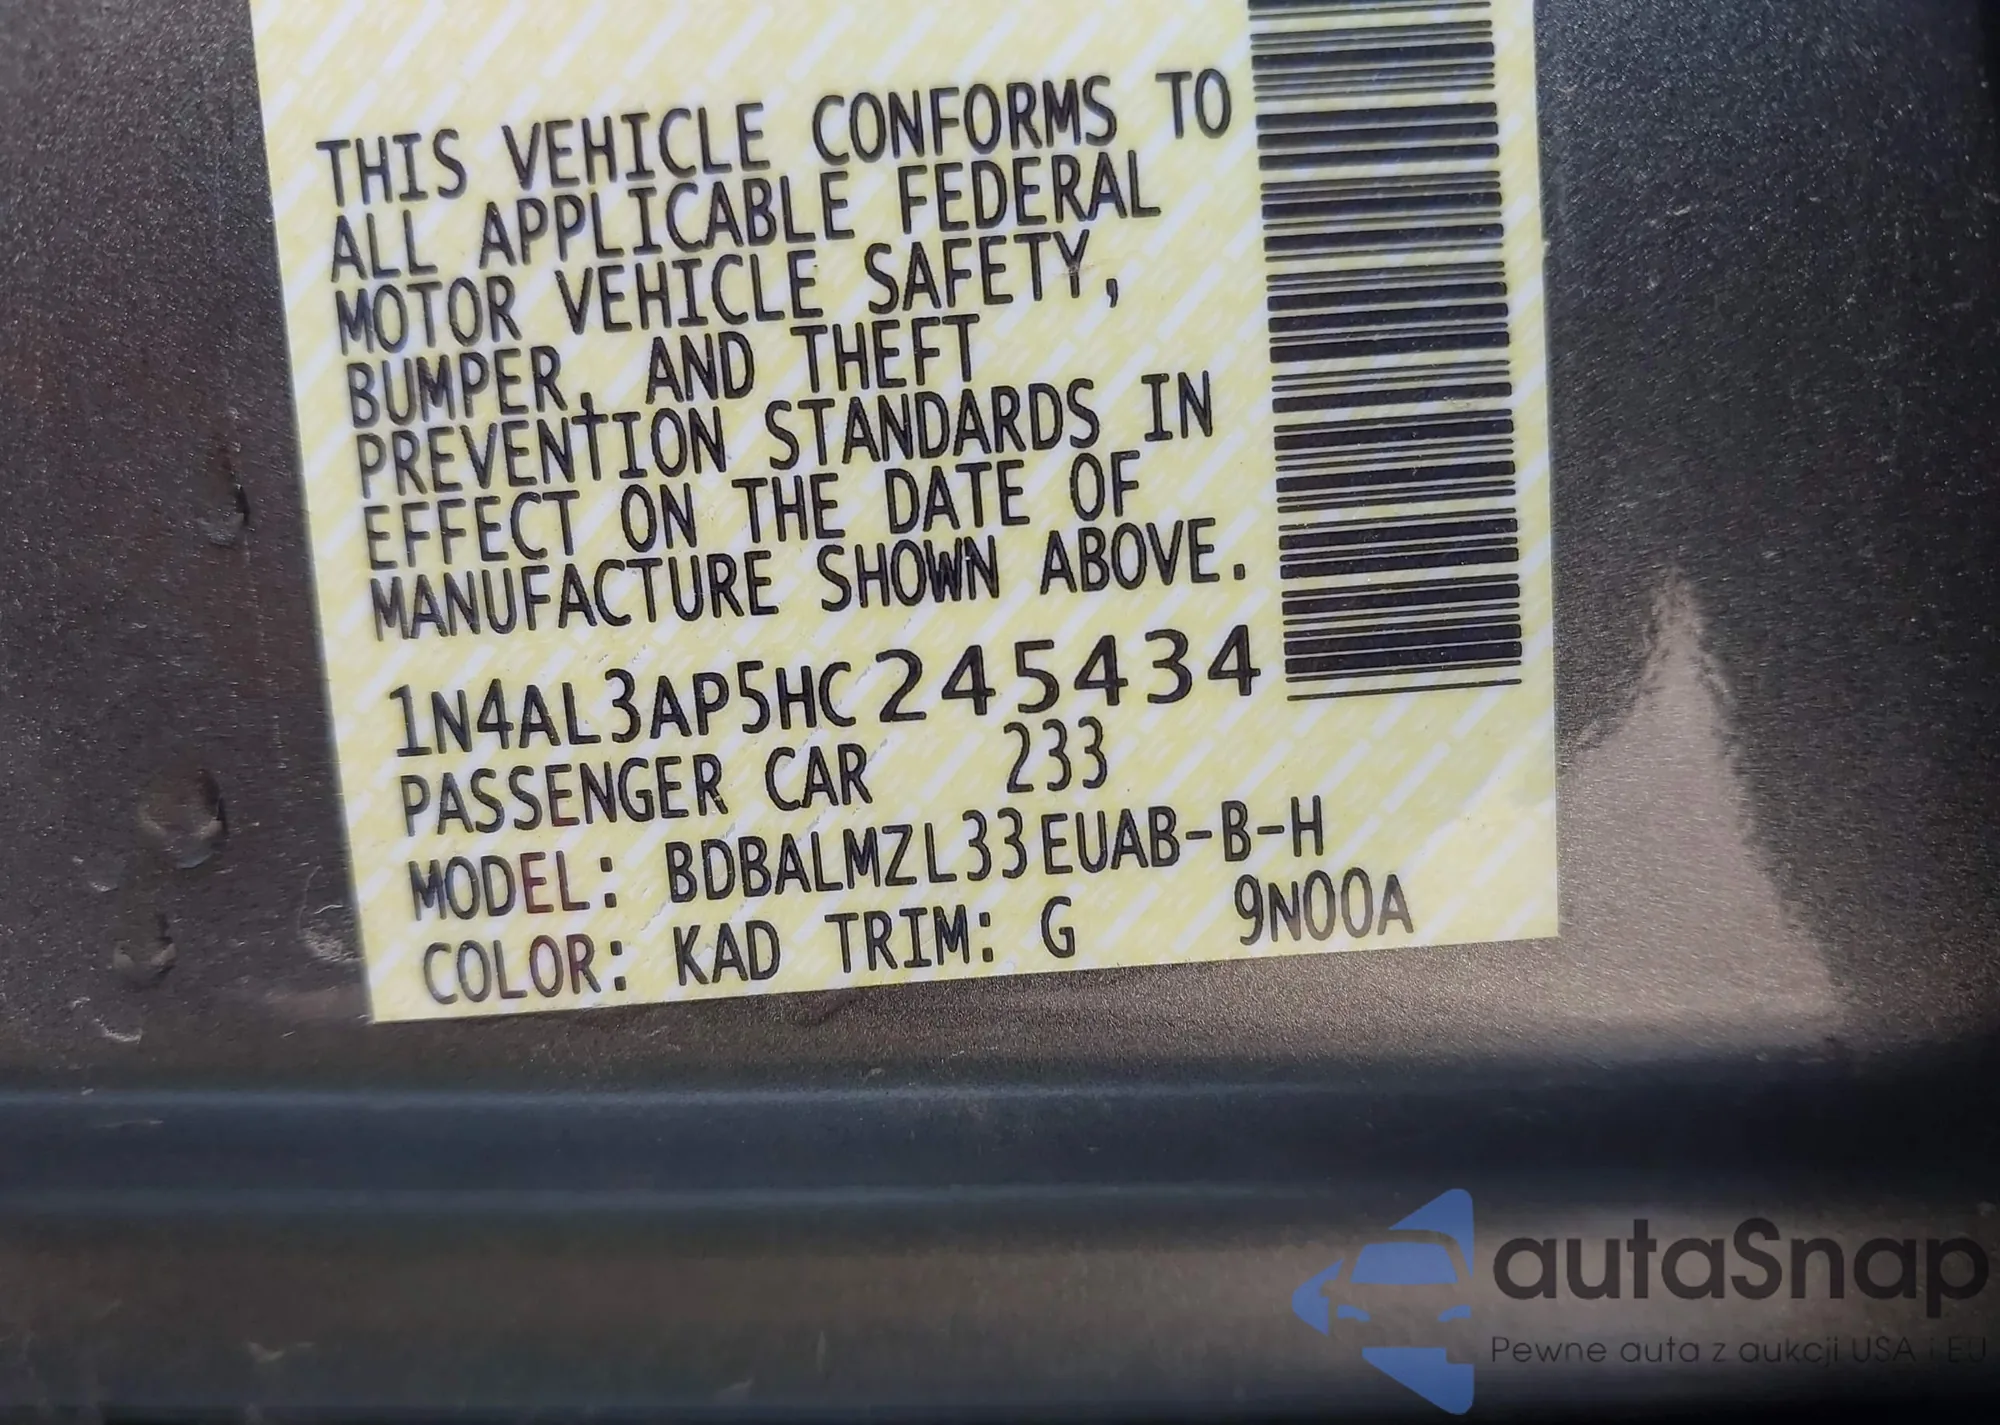 THIS VEHICLE CONFORMS TO
ALL APPLICABLE FEDERAL
MOTOR VEHICLE SAFETY,
BUMPER, AND THEFT
PREVENTION STANDARDS IN
EFFECT ON THE DATE OF
MANUFACTURE SHOWN ABOVE.
1N4AL3AP5HC245434
PASSENGER CAR 233
MODEL: BDBALMZL33EUAB-B-H
COLOR: KAD TRIM: G 9N00A
autaSnap
Pewne auta z aukcji USA i EU